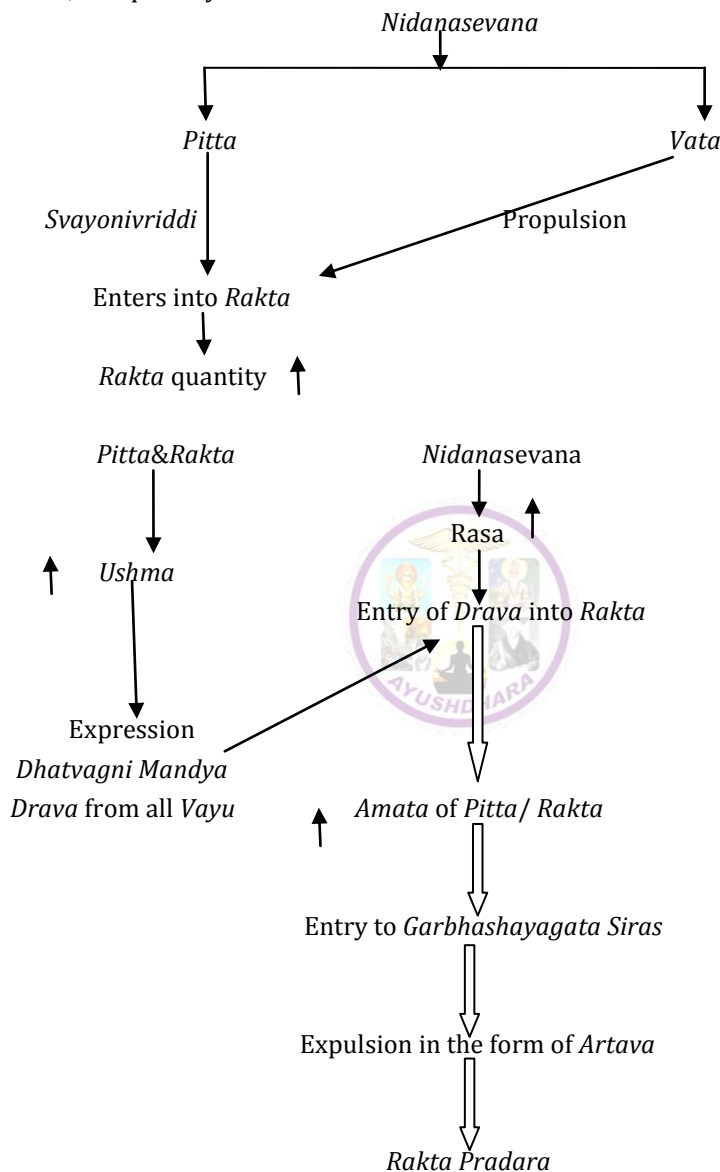 Nidanasevana
Pitta
Vata
Svayonivriddi
Propulsion
Enters into Rakta
Rakta quantity
Pitta&Rakta
Nidanasevana
Rasa
Ushma
Entry of Drava into Rakta
AYUSHDHARA
Expression
Dhatvagni Mandya
Drava from all Vayu
Amata of Pitta/ Rakta
Entry to Garbhashayagata Siras
Expulsion in the form of Artava
Rakta Pradara